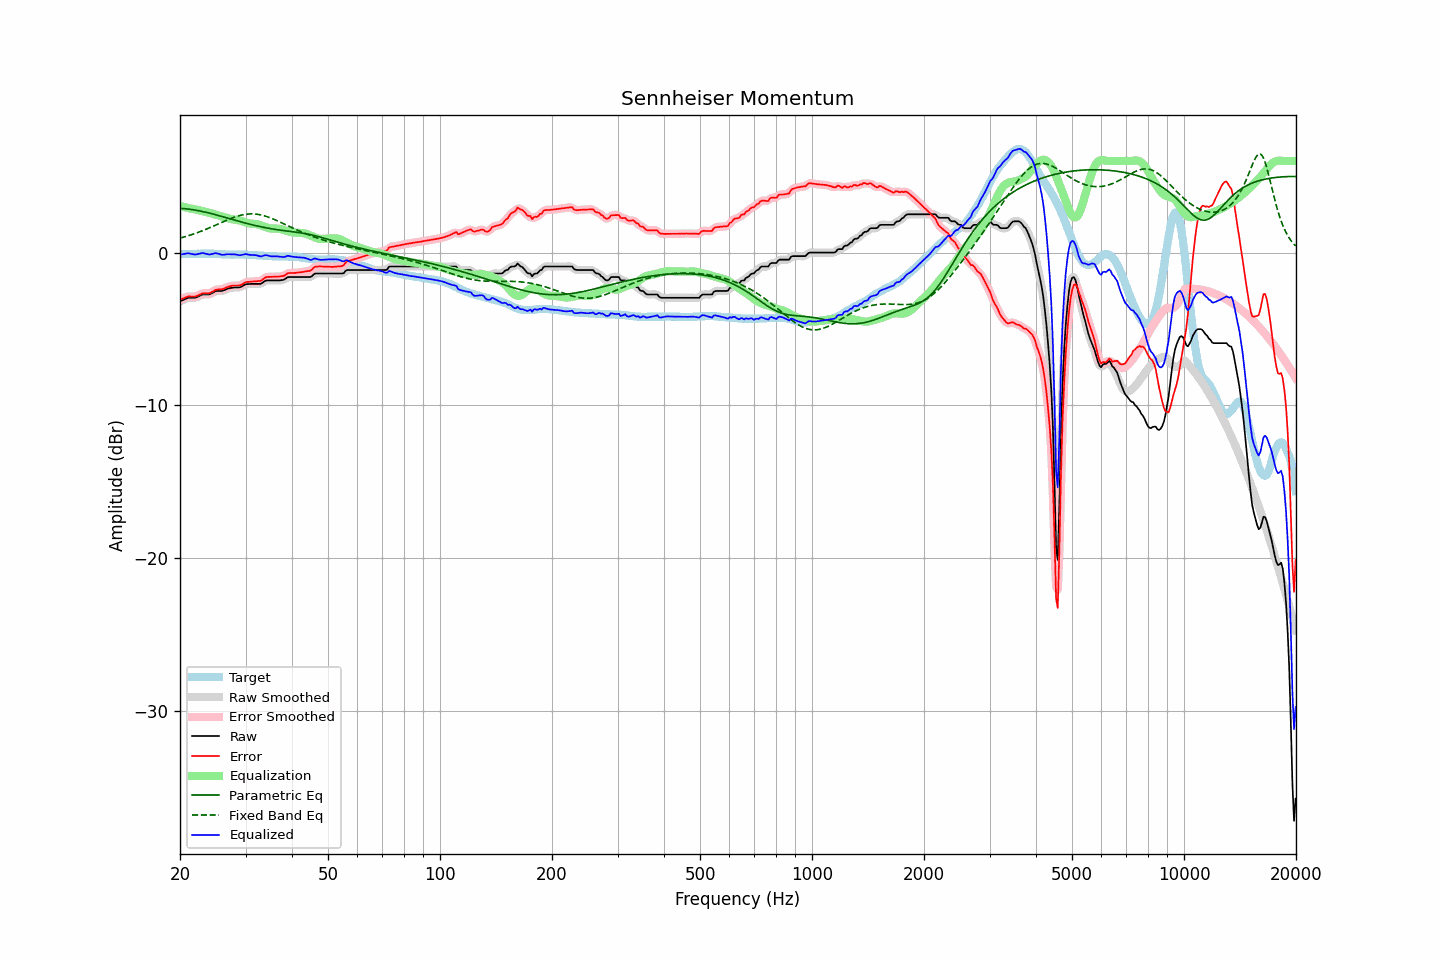 Sennheiser Momentum
Amplitude (dBr)
0
−10
−20
−30
Target
Raw Smoothed
Error Smoothed
Raw
Error
Equalization
Parametric Eq
Fixed Band Eq
Equalized
20 50 100 200 500 1000 2000 5000 10000 20000
Frequency (Hz)